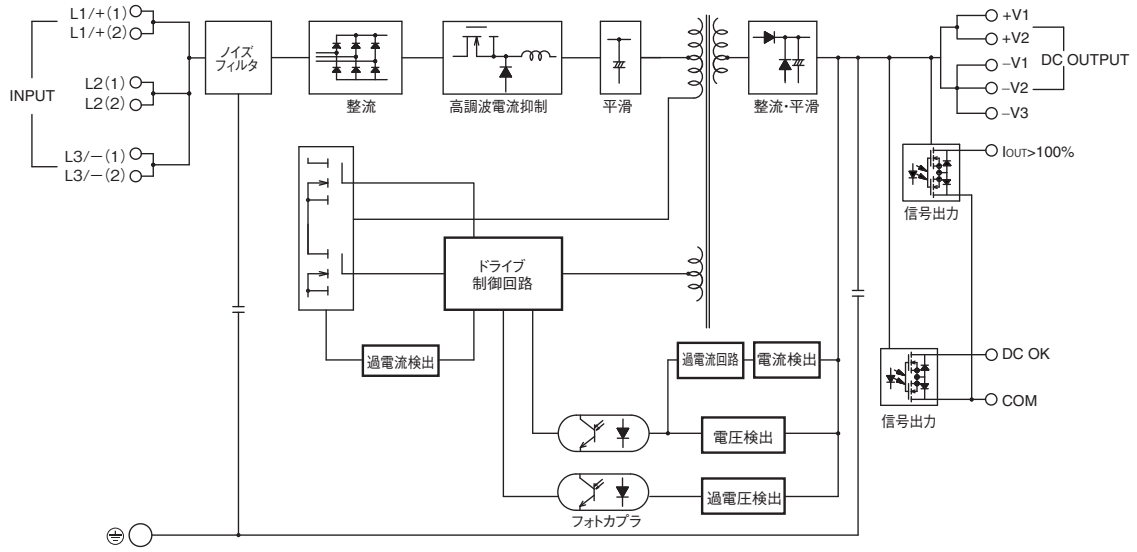 INPUT
L1/+(1)
L1/+(2)
L2(1)
L2(2)
L3/−(1)
L3/−(2)
ノイズ
フィルタ
整流
高調波電流抑制
平滑
整流・平滑
+V1
+V2
−V1
−V2
−V3
DC OUTPUT
IOUT>100%
信号出力
ドライブ
制御回路
過電流検出
過電流回路
電流検出
電圧検出
過電圧検出
フォトカプラ
DC OK
COM
信号出力